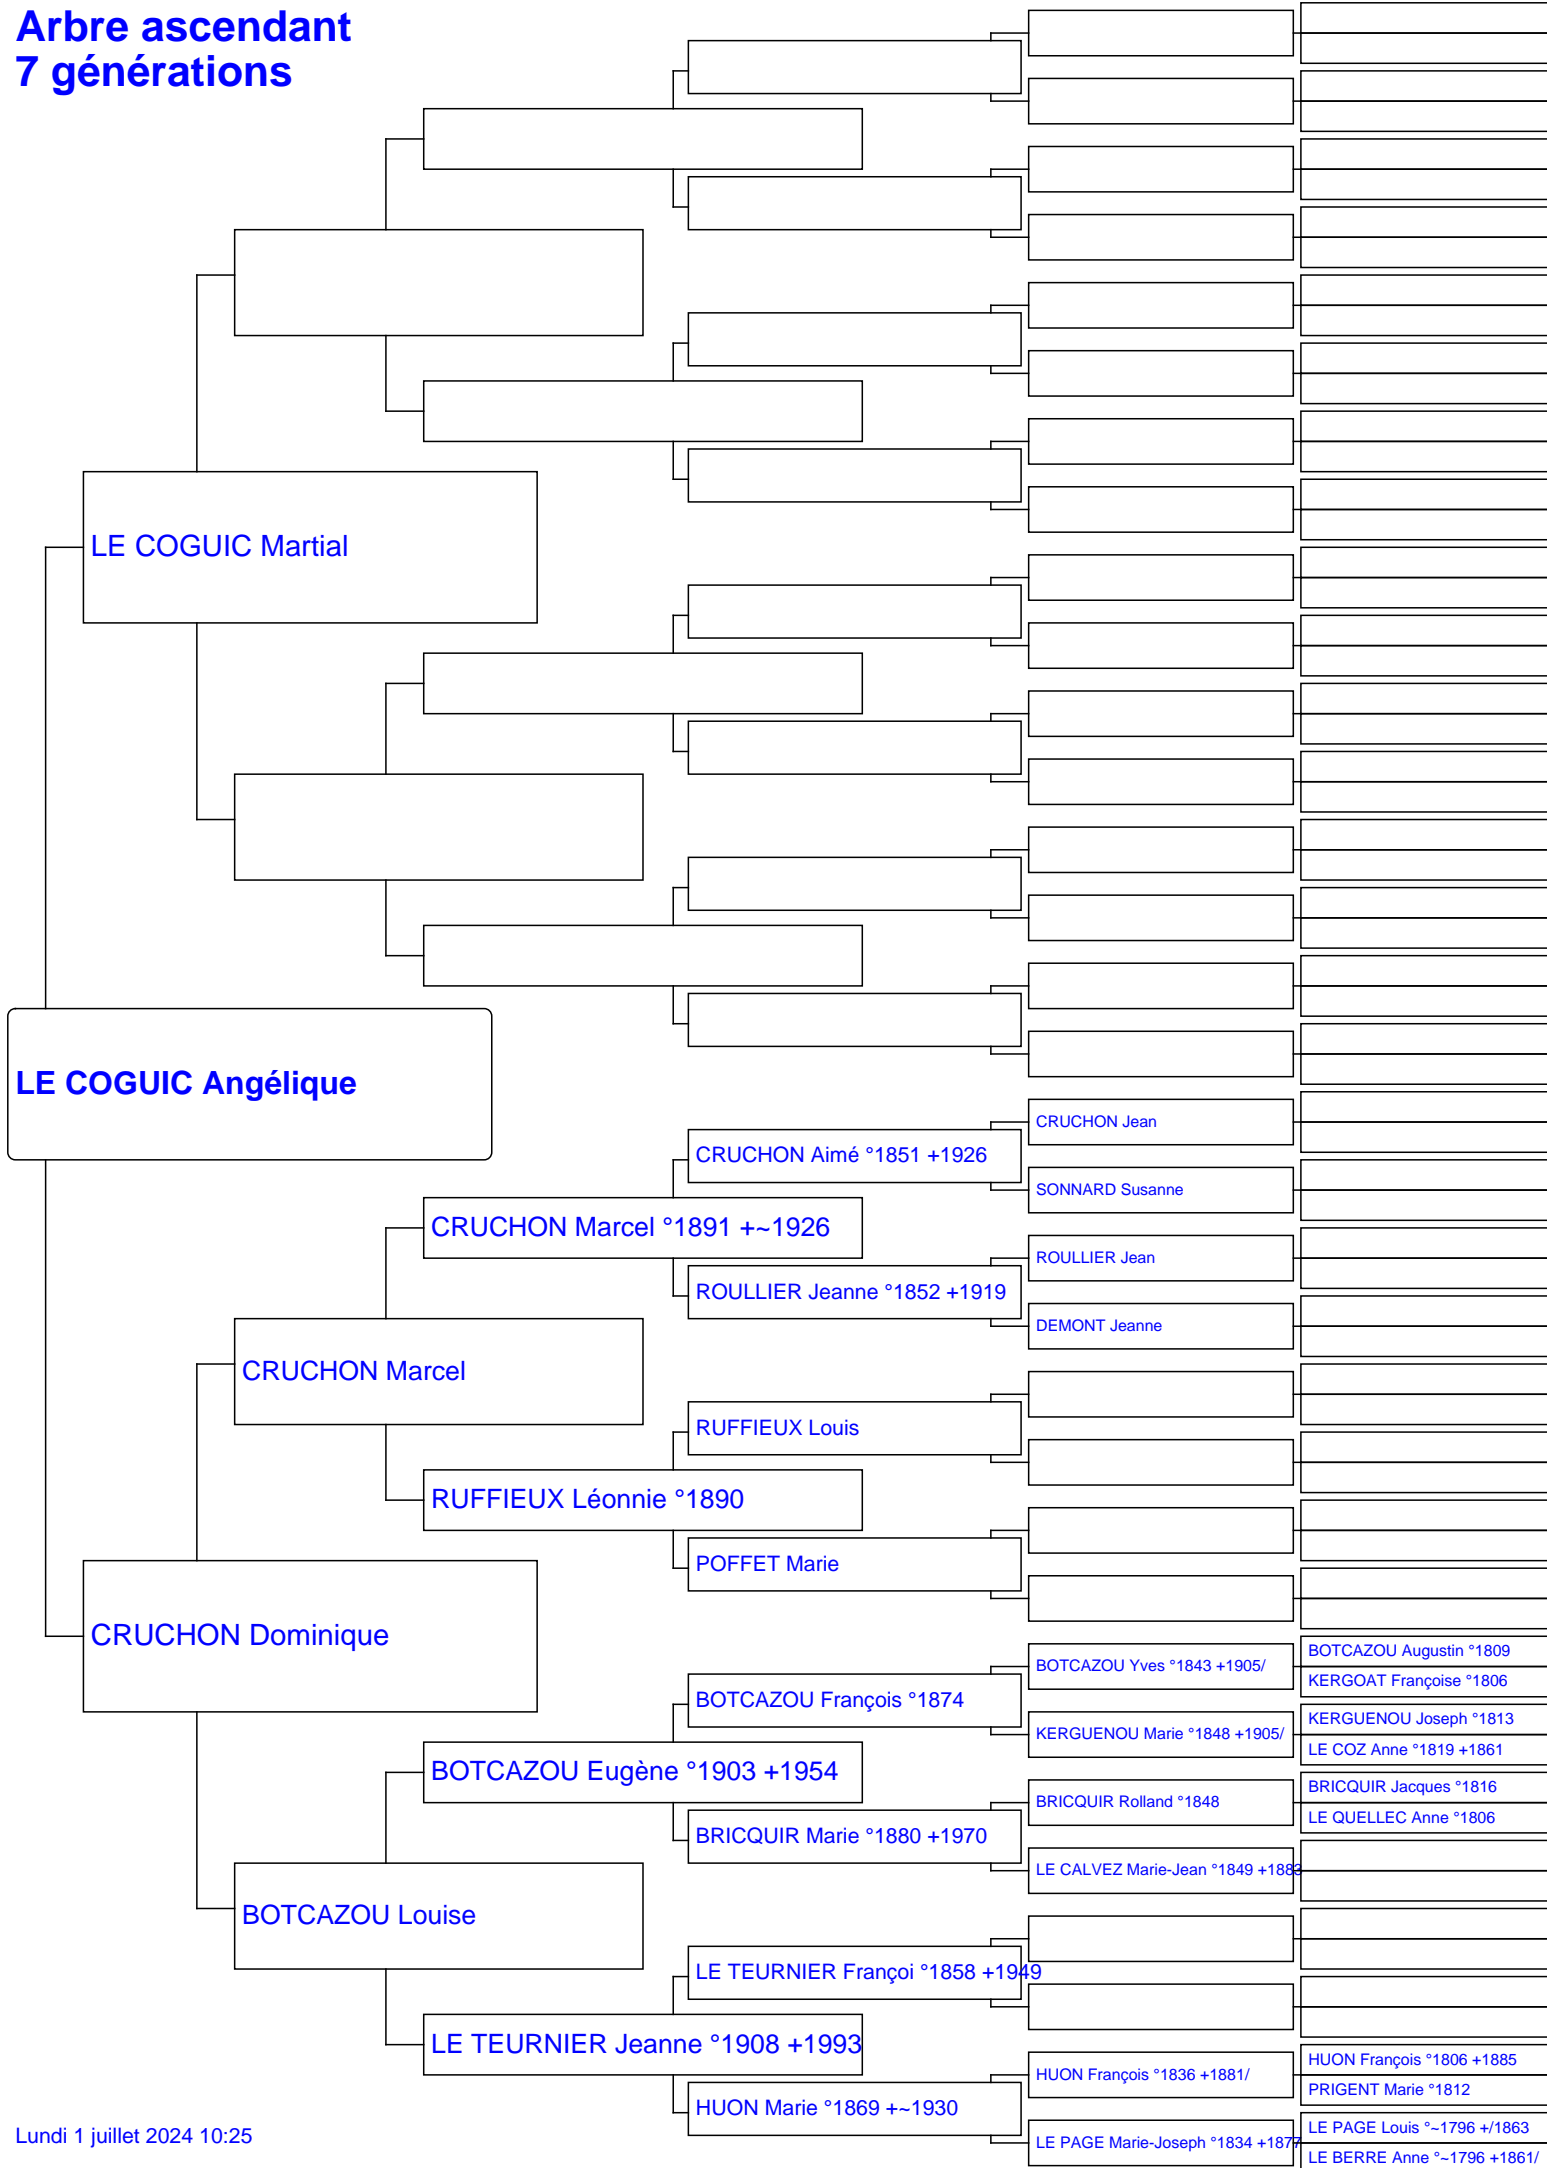 Arbre ascendant
7 générations
LE COGUIC Martial
LE COGUIC Angélique
CRUCHON Jean
CRUCHON Aimé °1851 +1926
SONNARD Susanne
CRUCHON Marcel °1891 +~1926
ROULLIER Jean
ROULLIER Jeanne °1852 +1919
DEMONT Jeanne
CRUCHON Marcel
RUFFIEUX Louis
RUFFIEUX Léonnie °1890
POFFET Marie
CRUCHON Dominique
BOTCAZOU Augustin °1809
BOTCAZOU Yves °1843 +1905/
KERGOAT Françoise °1806
BOTCAZOU François °1874
KERGUENOU Joseph °1813
KERGUENOU Marie °1848 +1905/
LE COZ Anne °1819 +1861
BOTCAZOU Eugène °1903 +1954
BRICQUIR Jacques °1816
BRICQUIR Rolland °1848
LE QUELLEC Anne °1806
BRICQUIR Marie °1880 +1970
LE CALVEZ Marie-Jean °1849 +1883
BOTCAZOU Louise
LE TEURNIER Françoi °1858 +1949
LE TEURNIER Jeanne °1908 +1993
HUON François °1806 +1885
HUON François °1836 +1881/
PRIGENT Marie °1812
HUON Marie °1869 +~1930
LE PAGE Louis °~1796 +/1863
LE PAGE Marie-Joseph °1834 +1877
LE BERRE Anne °~1796 +1861/
Lundi 1 juillet 2024 10:25